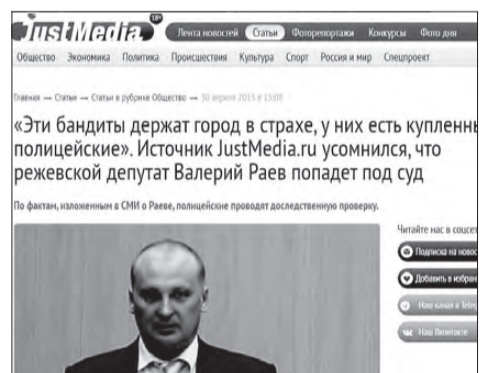 JustMedia 18+
Лента новостей Статьи Фоторепортажи Конкурсы Фото дня
Общество Экономика Политика Происшествия Культура Спорт Россия и мир Спецпроект
Главная — Статьи — Статьи в рубрике Общество — 30 апреля 2015 в 15:08
«Эти бандиты держат город в страхе, у них есть купленны
полицейские». Источник JustMedia.ru усомнился, что
режевской депутат Валерий Раев попадет под суд
По фактам, изложенным в СМИ о Раеве, полицейские проводят доследственную проверку.
Читайте нас в соцсет
Подписка на новос
Добавить в избран
Наш канал в Teleg
Наш Вконтакте